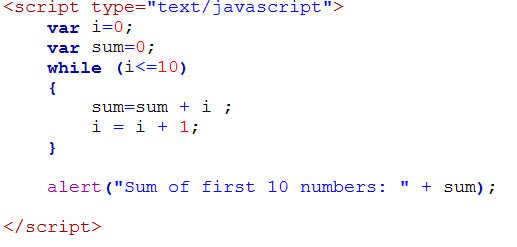 <script type="text/javascript">
var i=0;
var sum=0;
while (i<=10)
{
sum=sum + i ;
i = i + 1;
}
alert("Sum of first 10 numbers: " + sum);
</script>